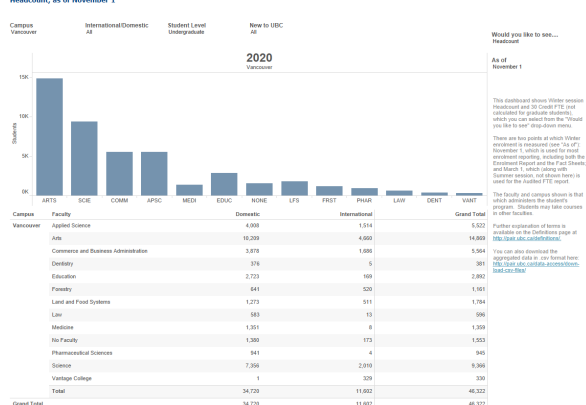 Headcount, as of November 1
Campus International/Domestic Student Level New to UBC
Vancouver All Undergraduate All
Would you like to see....
Headcount
As of
November 1
2020
Vancouver
15K
10K
5K
0K
Students
ARTS SCIE COMM APSC MEDI EDUC NONE LFS FRST PHAR LAW DENT VANT
This dashboard shows Winter session
Headcount and 30 Credit FTE (not
calculated for graduate students),
which you can select from the "Would
you like to see" drop-down menu.
There are two points at which Winter
enrolment is measured (see "As of"):
November 1, which is used for most
enrolment reporting, including both the
Enrolment Report and the Fact Sheets;
and March 1, which (along with
Summer session, not shown here) is
used for the Audited FTE report.
The faculty and campus shown is that
which administers the student's
program. Students may take courses
in other faculties.
Further explanation of terms is
available on the Definitions page at
http://pair.ubc.ca/definitions/.
You can also download the
aggregated data in .csv format here:
http://pair.ubc.ca/data-access/down-
load-csv-files/
Campus Faculty Domestic International Grand Total
Vancouver Applied Science 4,008 1,514 5,522
Arts 10,209 4,660 14,869
Commerce and Business Administration 3,878 1,686 5,564
Dentistry 376 5 381
Education 2,723 169 2,892
Forestry 641 520 1,161
Land and Food Systems 1,273 511 1,784
Law 583 13 596
Medicine 1,351 8 1,359
No Faculty 1,380 173 1,553
Pharmaceutical Sciences 941 4 945
Science 7,356 2,010 9,366
Vantage College 1 329 330
Total 34,720 11,602 46,322
Grand Total 34,720 11,602 46,322